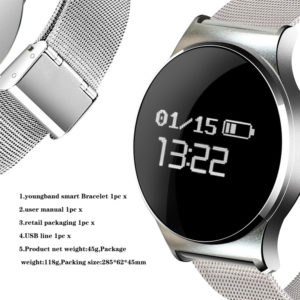 01/15
13:22
1.youngband smart Bracelet 1pc x
2.user manual 1pc x
3.retail packaging 1pc x
4.USB line 1pc x
5.Product net weight:45g,Package
weight:118g,Packing size:285*62*45mm